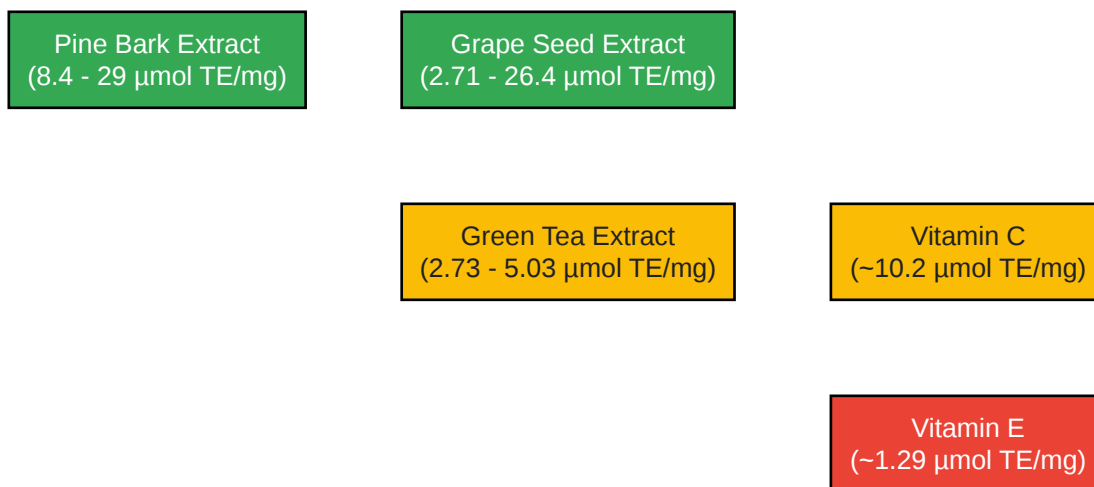 Pine Bark Extract
(8.4 - 29 µmol TE/mg)
Grape Seed Extract
(2.71 - 26.4 µmol TE/mg)
Green Tea Extract
(2.73 - 5.03 µmol TE/mg)
Vitamin C
(~10.2 µmol TE/mg)
Vitamin E
(~1.29 µmol TE/mg)